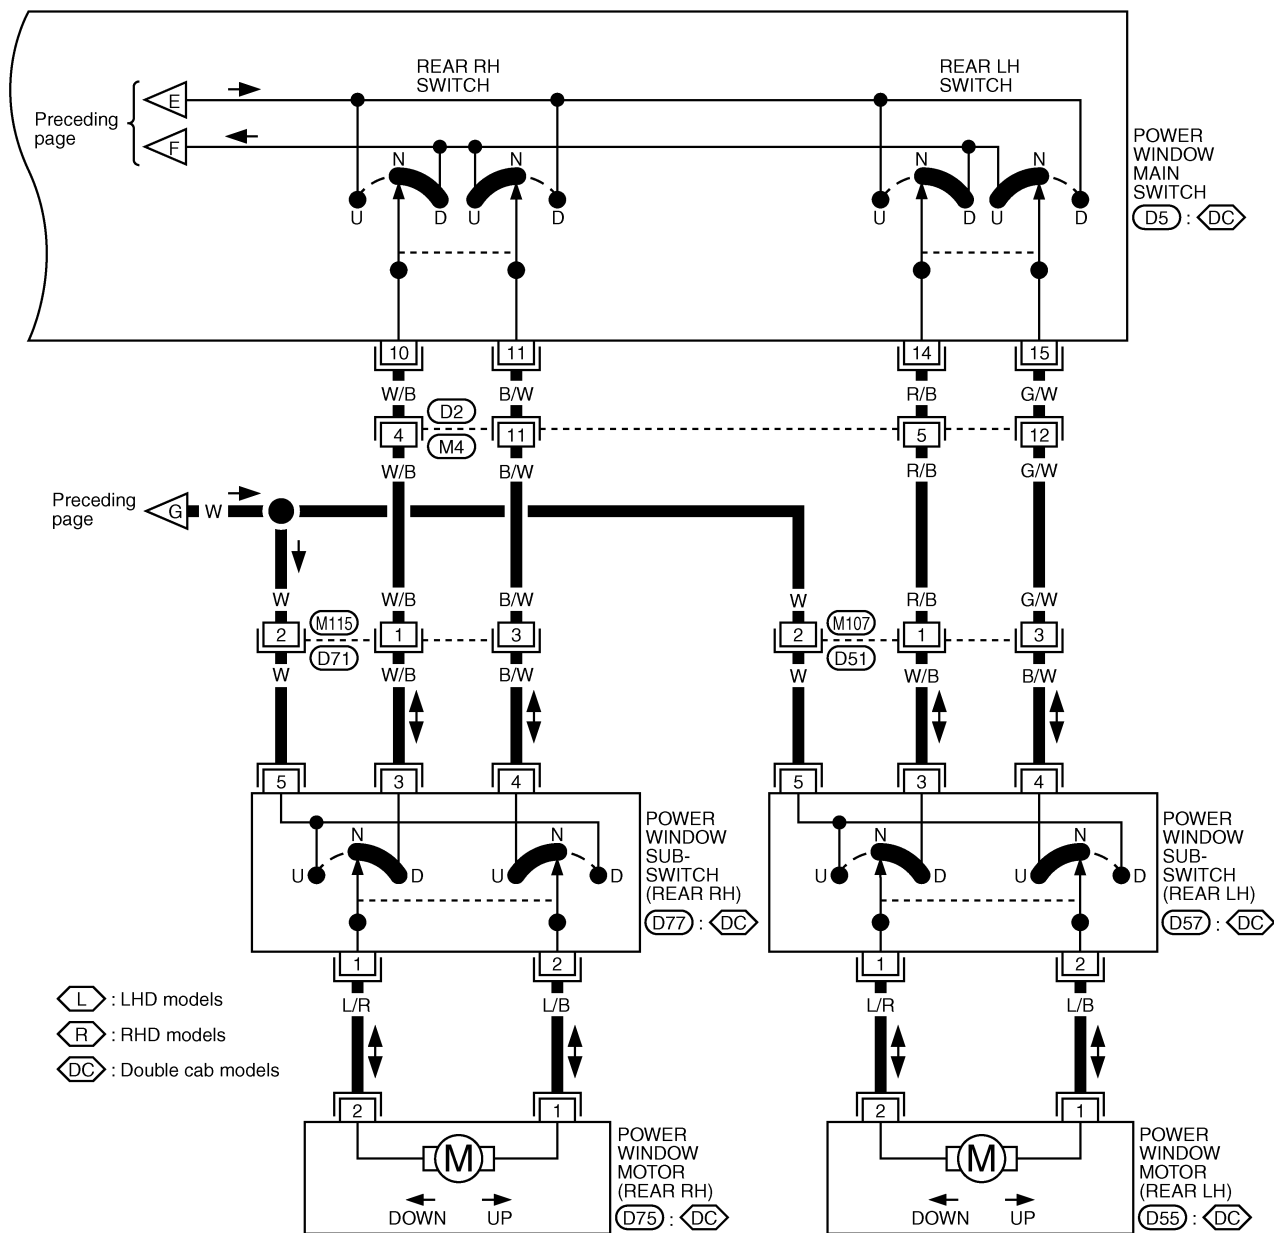 REAR RH
SWITCH
REAR LH
SWITCH
Preceding
page
E
F
N
N
U
D
U
D
N
N
U
D
U
D
POWER
WINDOW
MAIN
SWITCH
D5 : DC
10
11
14
15
W/B
B/W
R/B
G/W
D2
4
11
5
12
M4
W/B
B/W
R/B
G/W
Preceding
page
G
W
W
W/B
B/W
W
R/B
G/W
M115
M107
2
1
3
2
1
3
D71
D51
W
W/B
B/W
W
W/B
B/W
5
3
4
5
3
4
N
N
U
D
U
D
POWER
WINDOW
SUB-
SWITCH
(REAR RH)
D77 : DC
N
N
U
D
U
D
POWER
WINDOW
SUB-
SWITCH
(REAR LH)
D57 : DC
1
2
1
2
L/R
L/B
L/R
L/B
L : LHD models
R : RHD models
DC : Double cab models
2
1
2
1
M
DOWN
UP
POWER
WINDOW
MOTOR
(REAR RH)
D75 : DC
M
DOWN
UP
POWER
WINDOW
MOTOR
(REAR LH)
D55 : DC